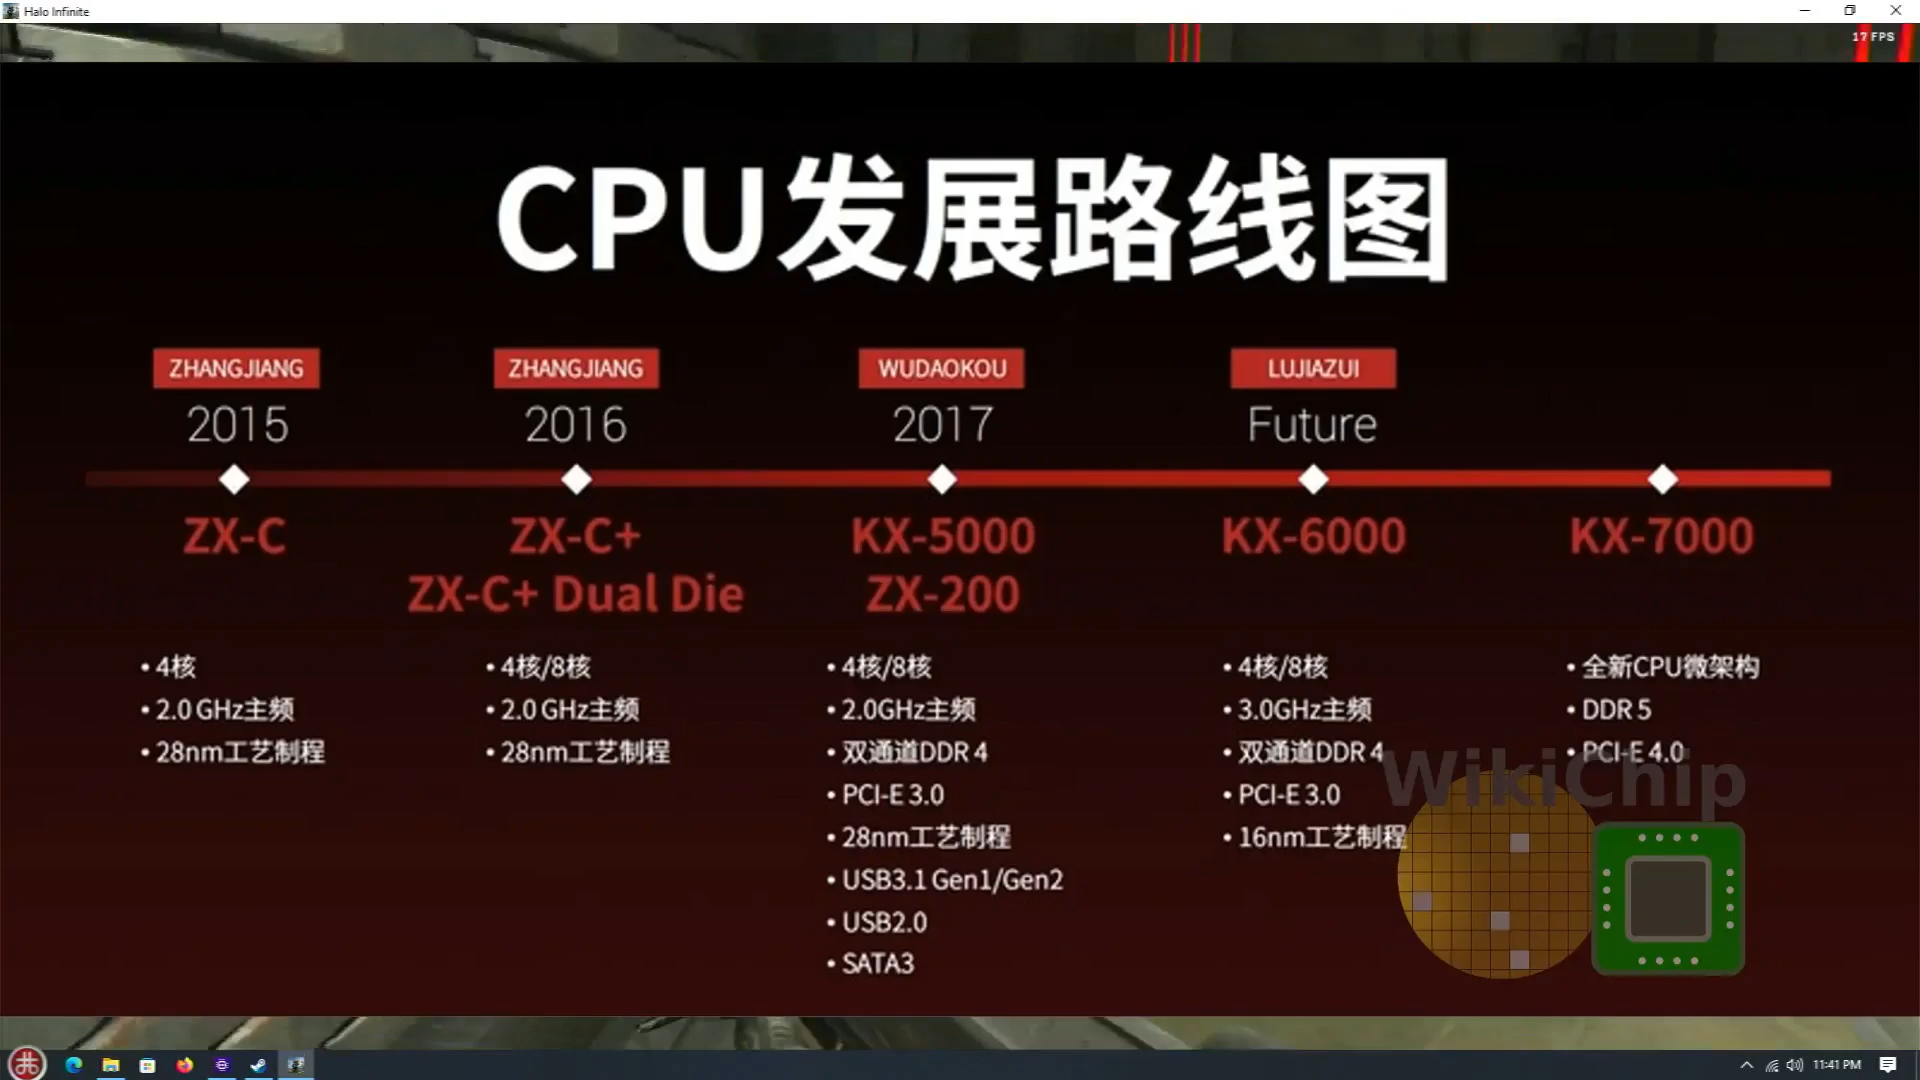 Halo Infinite
17 FPS
CPU发展路线图
ZHANGJIANG
2015
ZX-C
• 4核
• 2.0 GHz主频
• 28nm工艺制程
ZHANGJIANG
2016
ZX-C+
ZX-C+ Dual Die
• 4核/8核
• 2.0 GHz主频
• 28nm工艺制程
WUDAOKOU
2017
KX-5000
ZX-200
• 4核/8核
• 2.0GHz主频
• 双通道DDR 4
• PCI-E 3.0
• 28nm工艺制程
• USB3.1 Gen1/Gen2
• USB2.0
• SATA3
LUJIAZUI
Future
KX-6000
• 4核/8核
• 3.0GHz主频
• 双通道DDR 4
• PCI-E 3.0
• 16nm工艺制程
KX-7000
• 全新CPU微架构
• DDR 5
• PCI-E 4.0
WikiChip
11:41 PM